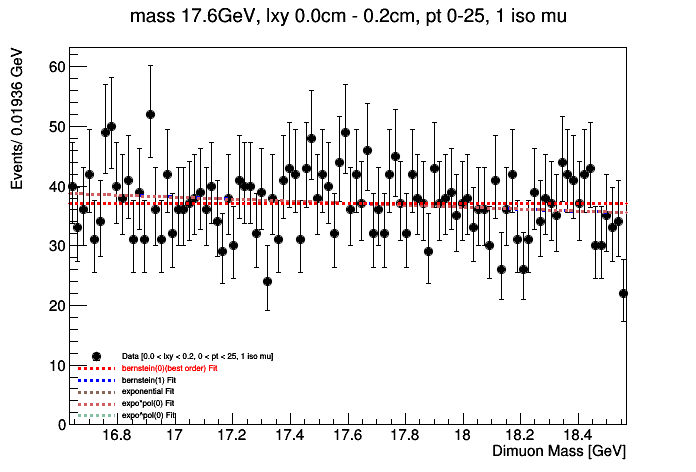 mass 17.6GeV, lxy 0.0cm - 0.2cm, pt 0-25, 1 iso mu
Events/ 0.01936 GeV
60
50
40
30
20
10
0
Data [0.0 < lxy < 0.2, 0 < pt < 25, 1 iso mu]
bernstein(0)(best order) Fit
bernstein(1) Fit
exponential Fit
expo*pol(0) Fit
expo^pol(0) Fit
16.8 17 17.2 17.4 17.6 17.8 18 18.2 18.4
Dimuon Mass [GeV]